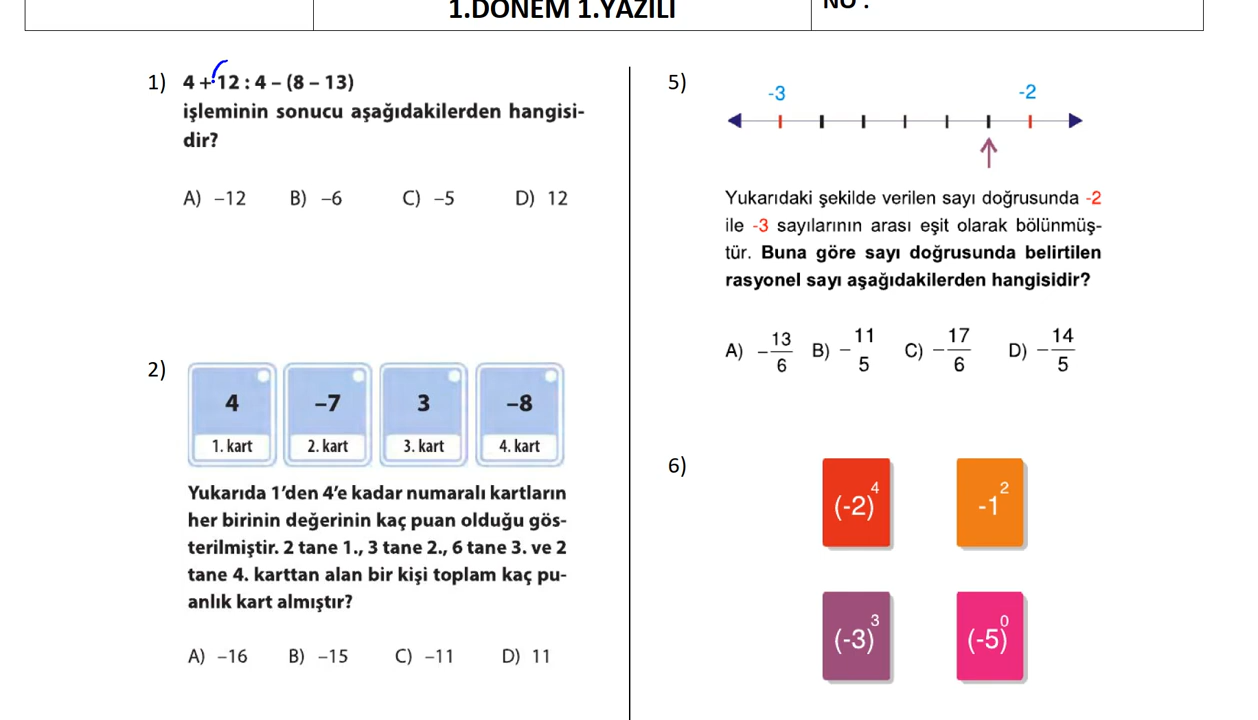 1.DÖNEM 1.YAZILI
NO :
1) 4 + 12 : 4 – (8 – 13)
işleminin sonucu aşağıdakilerden hangisi-
dir?
A) –12 B) –6 C) –5 D) 12
2)
4 –7 3 –8
1. kart 2. kart 3. kart 4. kart
Yukarıda 1’den 4’e kadar numaralı kartların
her birinin değerinin kaç puan olduğu gös-
terilmiştir. 2 tane 1., 3 tane 2., 6 tane 3. ve 2
tane 4. karttan alan bir kişi toplam kaç pu-
anlık kart almıştır?
A) –16 B) –15 C) –11 D) 11
5)
-3 -2
Yukarıdaki şekilde verilen sayı doğrusunda -2
ile -3 sayılarının arası eşit olarak bölünmüş-
tür. Buna göre sayı doğrusunda belirtilen
rasyonel sayı aşağıdakilerden hangisidir?
A) –13/6 B) –11/5 C) –17/6 D) –14/5
6)
(-2)⁴ -1²
(-3)³ (-5)⁰